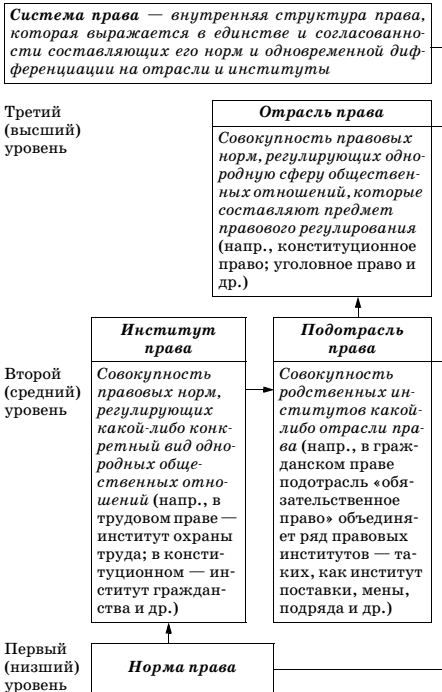 Система права — внутренняя структура права,
которая выражается в единстве и согласованно-
сти составляющих его норм и одновременной диф-
ференциации на отрасли и институты
Третий
(высший)
уровень
Отрасль права
Совокупность правовых
норм, регулирующих одно-
родную сферу обществен-
ных отношений, которые
составляют предмет
правового регулирования
(напр., конституционное
право; уголовное право и
др.)
Второй
(средний)
уровень
Институт
права
Совокупность
правовых норм,
регулирующих
какой-либо конк-
ретный вид одно-
родных обще-
ственных отно-
шений (напр., в
трудовом праве —
институт охраны
труда; в консти-
туционном — ин-
ститут граждан-
ства и др.)
Подотрасль
права
Совокупность
родственных ин-
ститутов какой-
либо отрасли пра-
ва (напр., в граж-
данском праве
подотрасль «обя-
зательственное
право» объединя-
ет ряд правовых
институтов — та-
ких, как институт
поставки, мены,
подряда и др.)
Первый
(низший)
уровень
Норма права